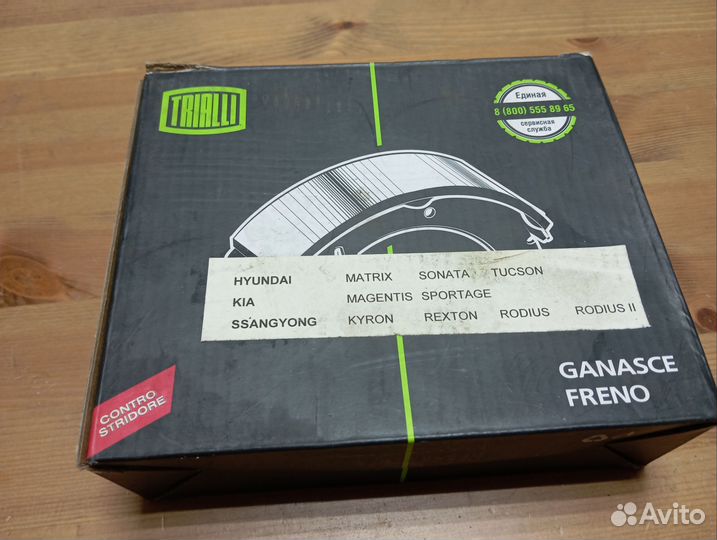 TRIALLI
Единая
8 (800) 555 89 65
сервисная
служба
HYUNDAI MATRIX SONATA TUCSON
KIA MAGENTIS SPORTAGE
SSANGYONG KYRON REXTON RODIUS RODIUS II
GANASCE
FRENO
CONTRO
STRIDORE
Avito